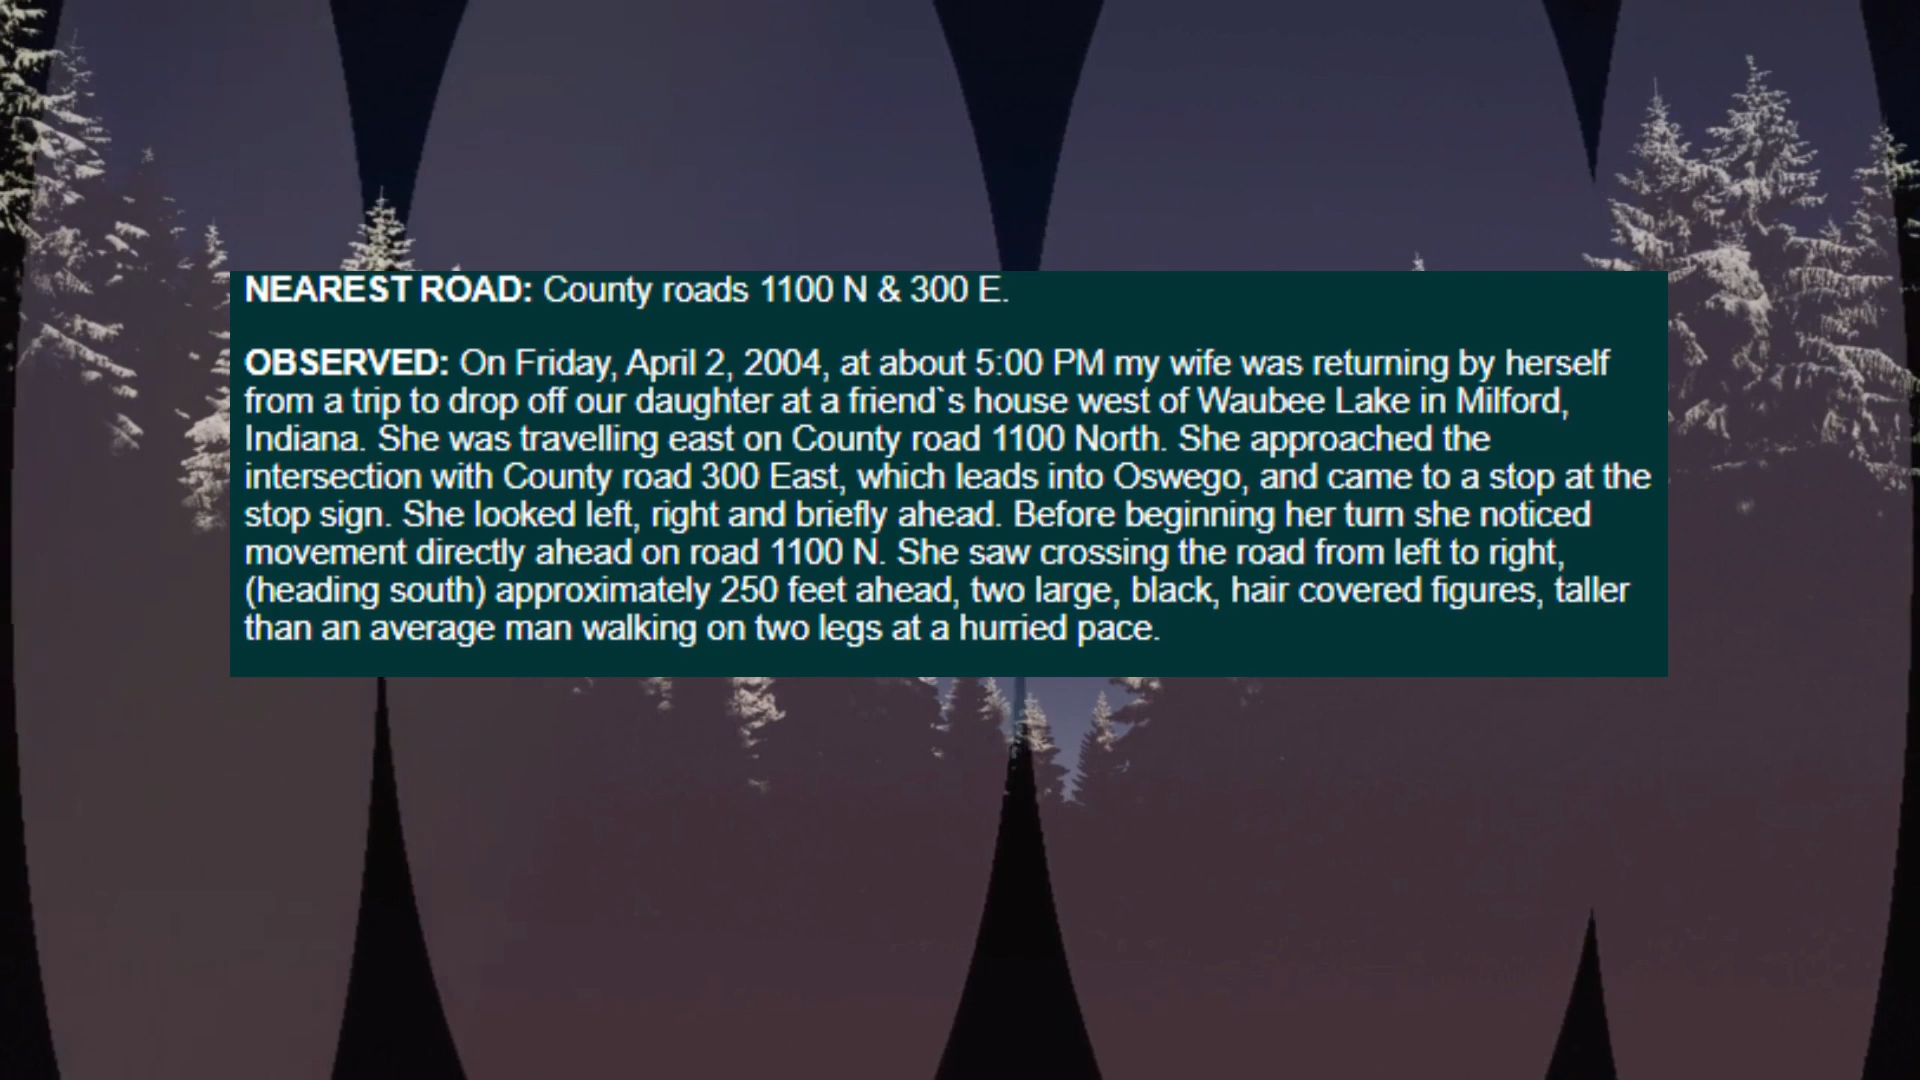 NEAREST ROAD: County roads 1100 N & 300 E.
OBSERVED: On Friday, April 2, 2004, at about 5:00 PM my wife was returning by herself
from a trip to drop off our daughter at a friend`s house west of Waubee Lake in Milford,
Indiana. She was travelling east on County road 1100 North. She approached the
intersection with County road 300 East, which leads into Oswego, and came to a stop at the
stop sign. She looked left, right and briefly ahead. Before beginning her turn she noticed
movement directly ahead on road 1100 N. She saw crossing the road from left to right,
(heading south) approximately 250 feet ahead, two large, black, hair covered figures, taller
than an average man walking on two legs at a hurried pace.